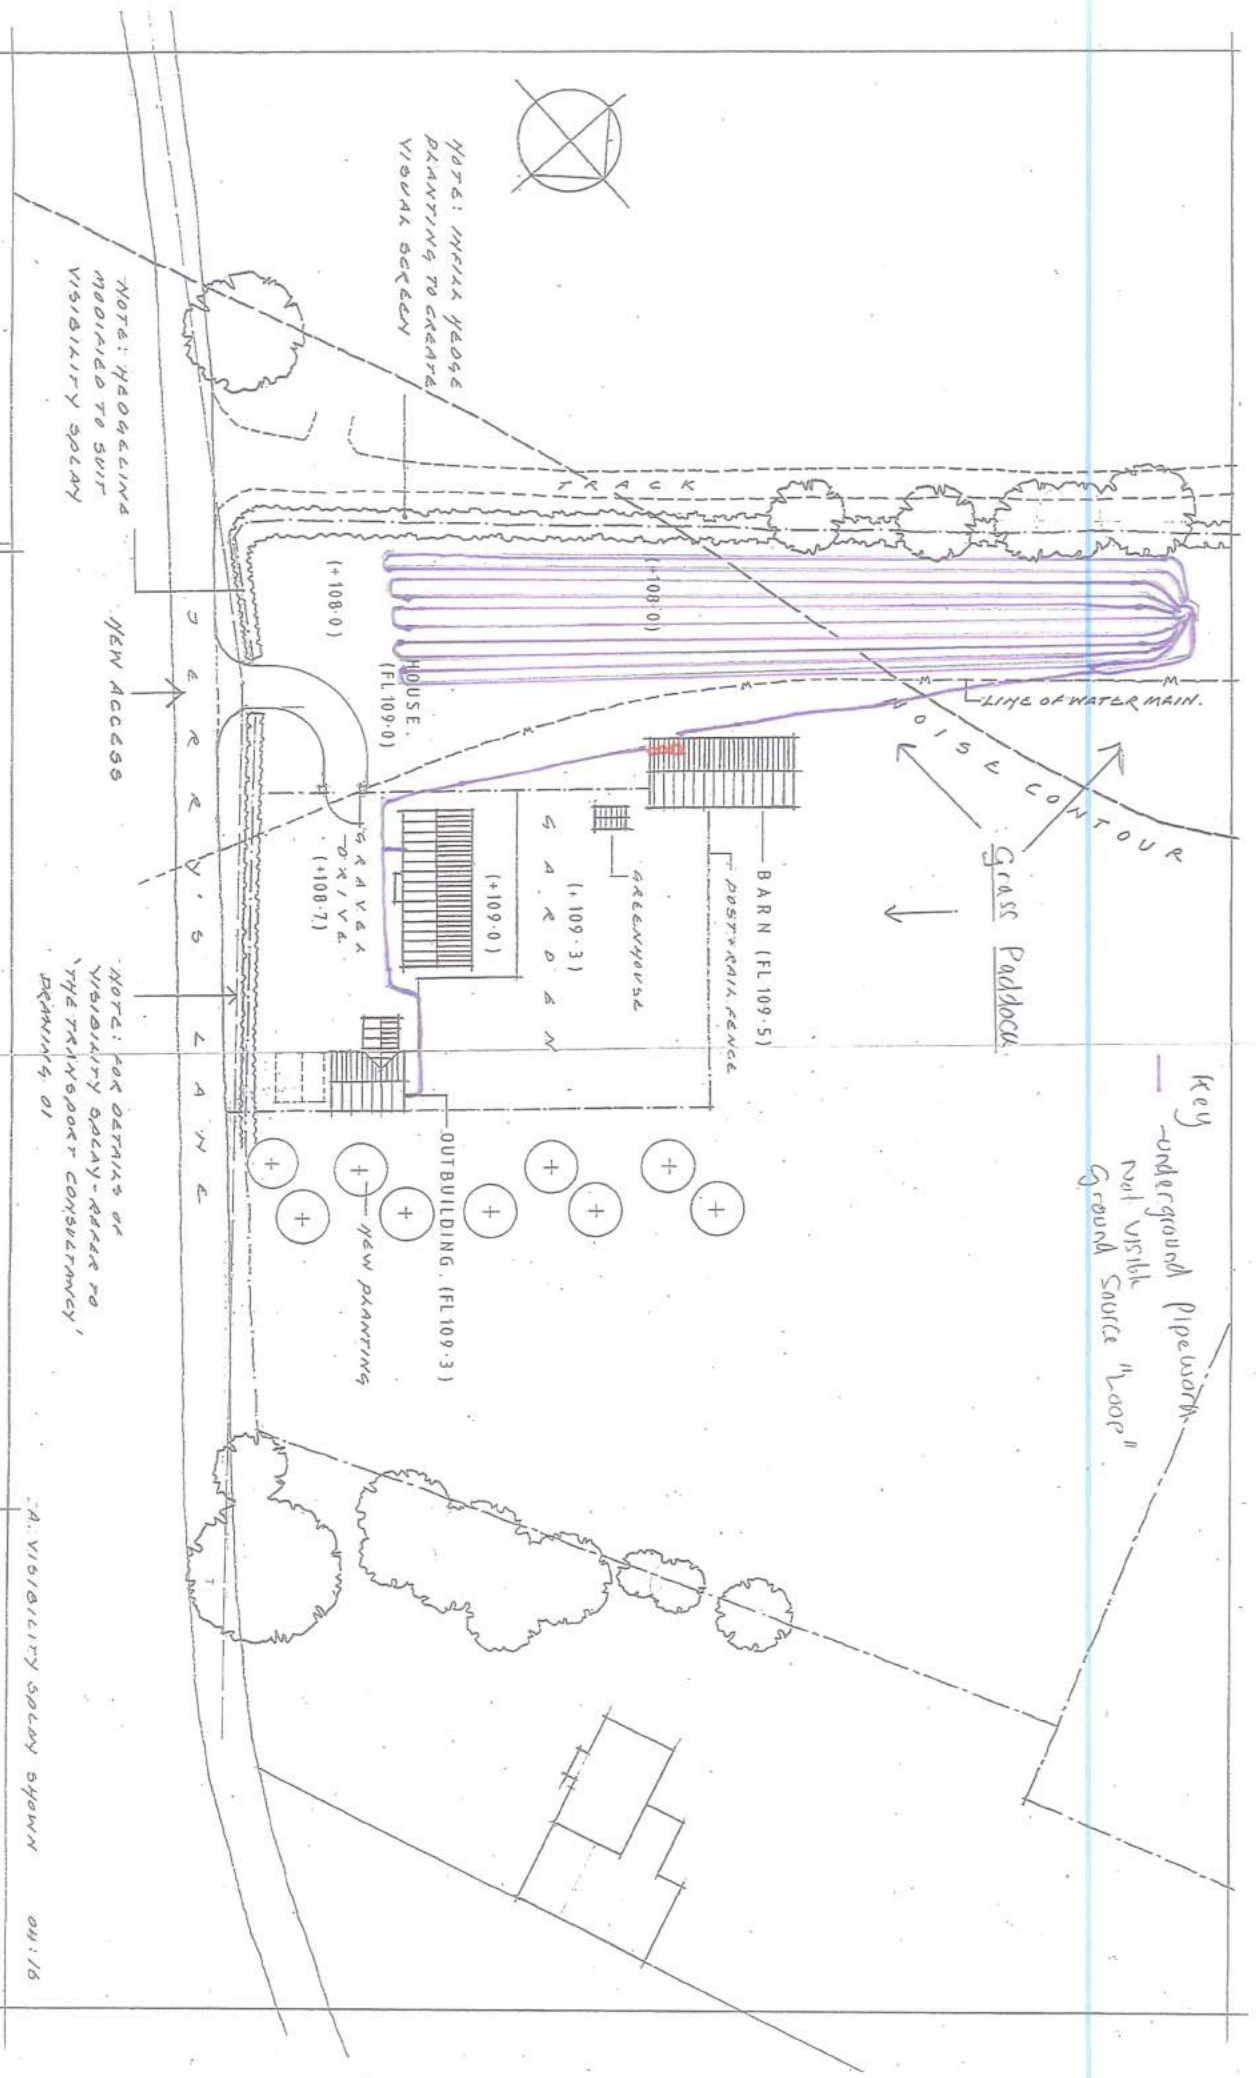 Key
- underground Pipework
Not visible
Ground Source "Loop"
Grass Paddock
LINE OF WATER MAIN.
NOISE CONTOUR
TRACK
(+108·0)
BARN (FL 109·5)
POST & RAIL FENCE
GREENHOUSE
GARDEN
(+109·3)
(+109·0)
HOUSE.
(FL 109·0)
(+108·0)
GRAVEL
DRIVE
(+108·7)
OUTBUILDING. (FL 109·3)
NEW PLANTING
NOTE: INFILL HEDGE
PLANTING TO CREATE
VISUAL SCREEN
NOTE: HEDGELINE
MODIFIED TO SUIT
VISIBILITY SPLAY
NEW ACCESS
JERRY'S LANE
NOTE: FOR DETAILS OF
VISIBILITY SPLAY - REFER TO
'THE TRANSPORT CONSULTANCY'
DRAWING 01
A. VISIBILITY SPLAY SHOWN 04:16